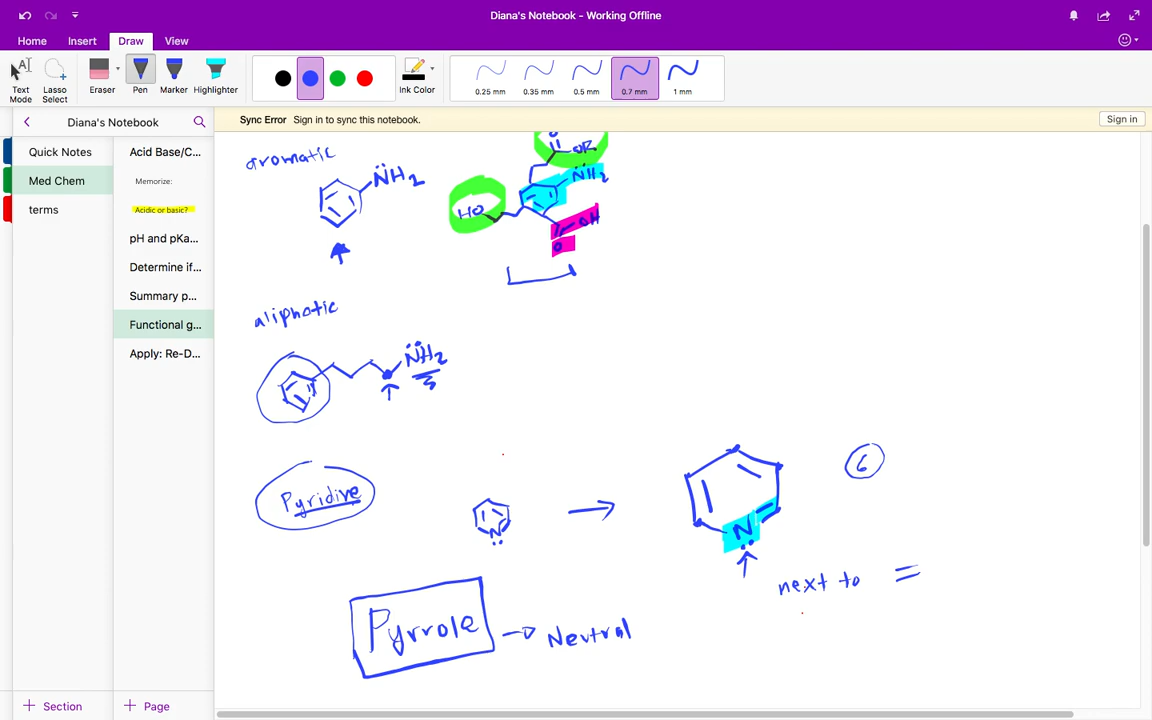 Diana's Notebook - Working Offline
Home Insert Draw View
Text Mode
Lasso Select
Eraser
Pen
Marker
Highlighter
Ink Color
0.25 mm 0.35 mm 0.5 mm 0.7 mm 1 mm
Diana's Notebook
Sync Error Sign in to sync this notebook. Sign in
Quick Notes
Med Chem
terms
Acid Base/C...
Memorize:
Acidic or basic?
pH and pKa...
Determine if...
Summary p...
Functional g...
Apply: Re-D...
aromatic
NH2
O
OR
NH2
HO
OH
O
aliphatic
NH2
Pyridine
N
N
6
next to =
Pyrrole → Neutral
+ Section
+ Page